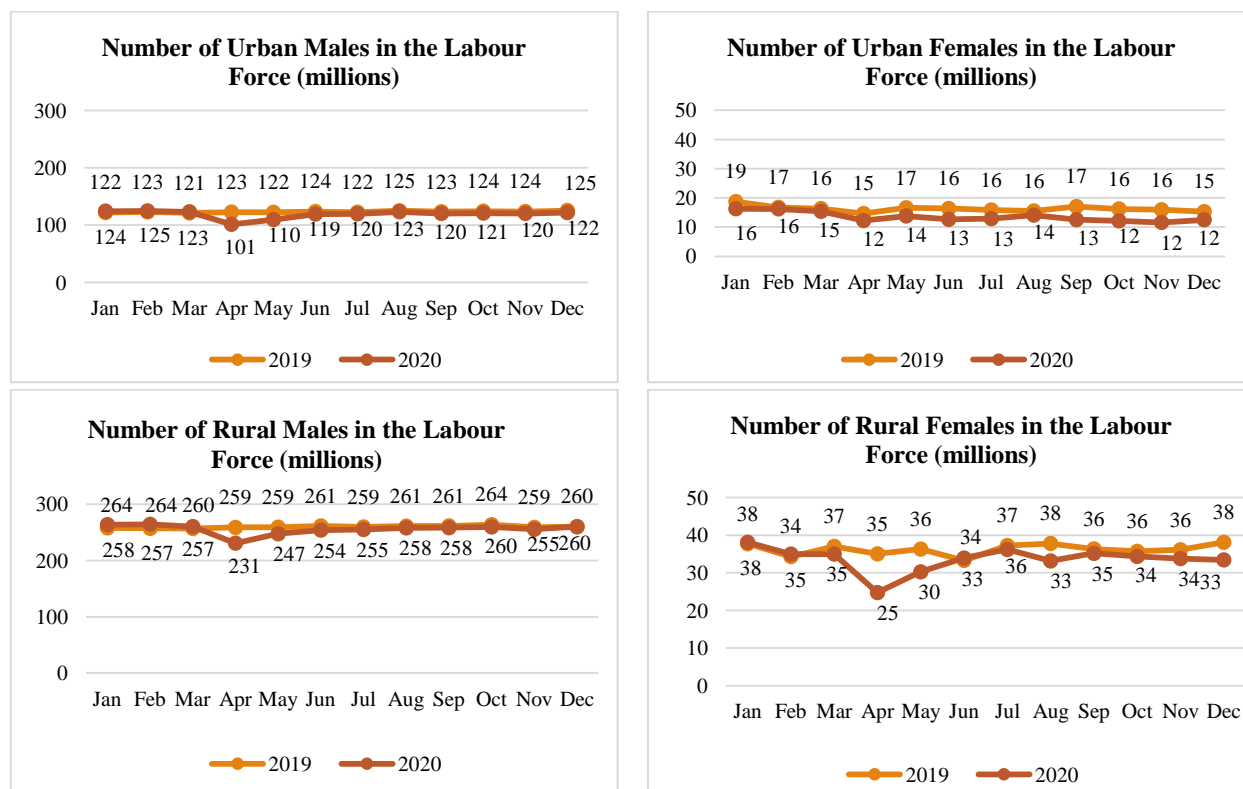 Number of Urban Males in the Labour
Force (millions)
300
200
100
0
122 123 121 123 122 124 122 125 123 124 124 125
124 125 123 101 110 119 120 123 120 121 120 122
Jan Feb Mar Apr May Jun Jul Aug Sep Oct Nov Dec
2019 2020
Number of Urban Females in the Labour
Force (millions)
50
40
30
20
10
0
19 17 16 15 17 16 16 16 17 16 16 15
16 16 15 12 14 13 13 14 13 12 12 12
Jan Feb Mar Apr May Jun Jul Aug Sep Oct Nov Dec
2019 2020
Number of Rural Males in the Labour
Force (millions)
300
200
100
0
264 264 260 259 259 261 259 261 261 264 259 260
258 257 257 231 247 254 255 258 258 260 255 260
Jan Feb Mar Apr May Jun Jul Aug Sep Oct Nov Dec
2019 2020
Number of Rural Females in the Labour
Force (millions)
50
40
30
20
10
0
38 34 37 35 36 34 37 38 36 36 36 38
38 35 35 25 30 33 36 33 35 34 34 33
Jan Feb Mar Apr May Jun Jul Aug Sep Oct Nov Dec
2019 2020